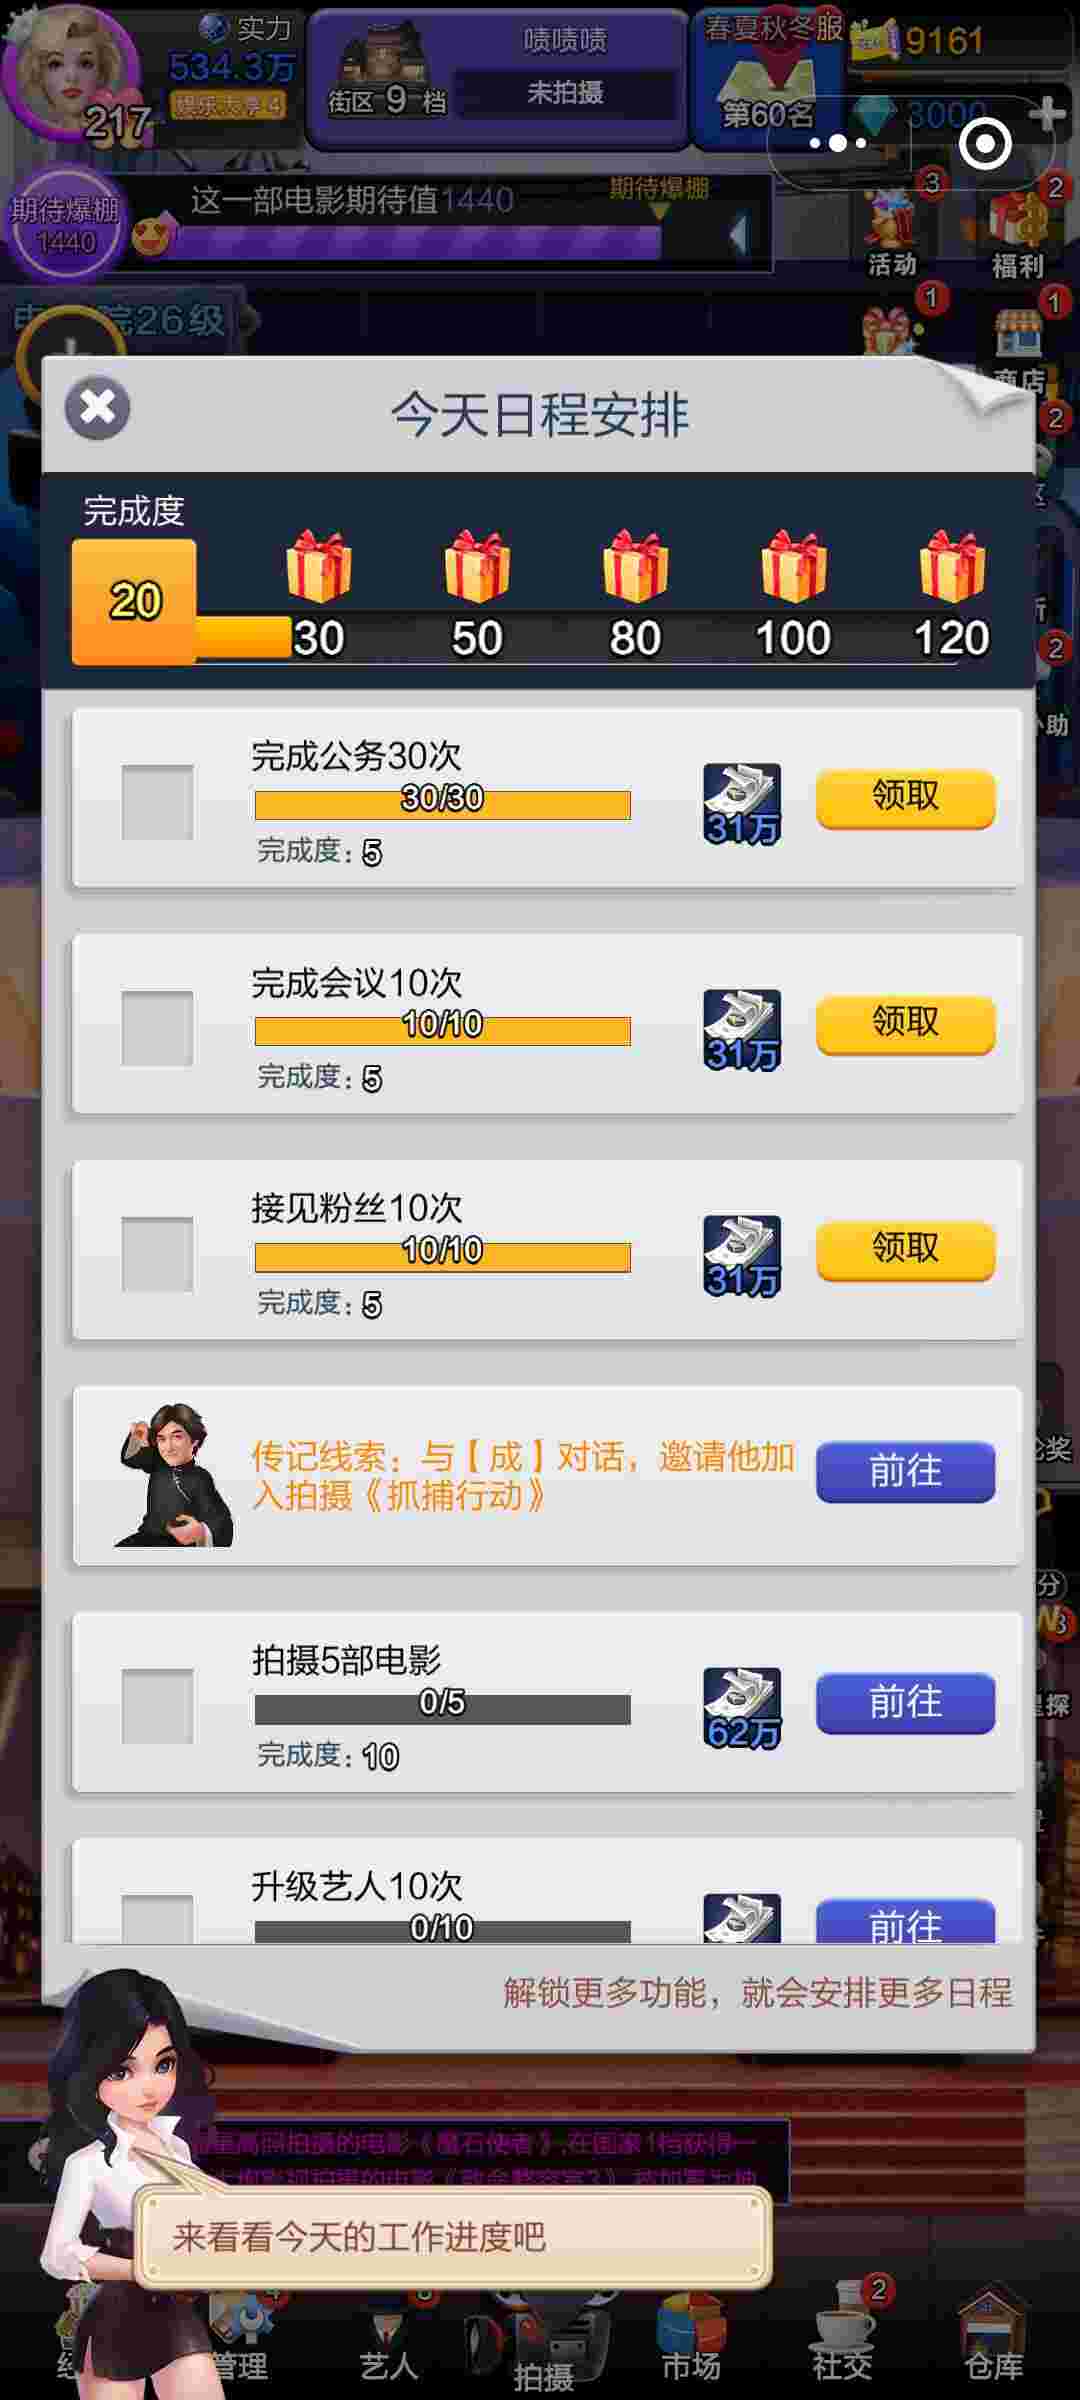 实力
534.3万
娱乐大亨4
217
街区9档
啧啧啧
未拍摄
春夏秋冬服
第60名
9161
3000
期待爆棚
1440
这一部电影期待值1440
期待爆棚
活动
3
福利
2
院26级
1
商店
1
2
今天日程安排
完成度
20
30
50
80
100
120
2
小助
完成公务30次
30/30
完成度：5
31万
领取
完成会议10次
10/10
完成度：5
31万
领取
接见粉丝10次
10/10
完成度：5
31万
领取
传记线索：与【成】对话，邀请他加
入拍摄《抓捕行动》
前往
拍摄5部电影
0/5
完成度：10
62万
前往
升级艺人10次
0/10
前往
解锁更多功能，就会安排更多日程
来看看今天的工作进度吧
管理
艺人
拍摄
市场
社交
2
仓库